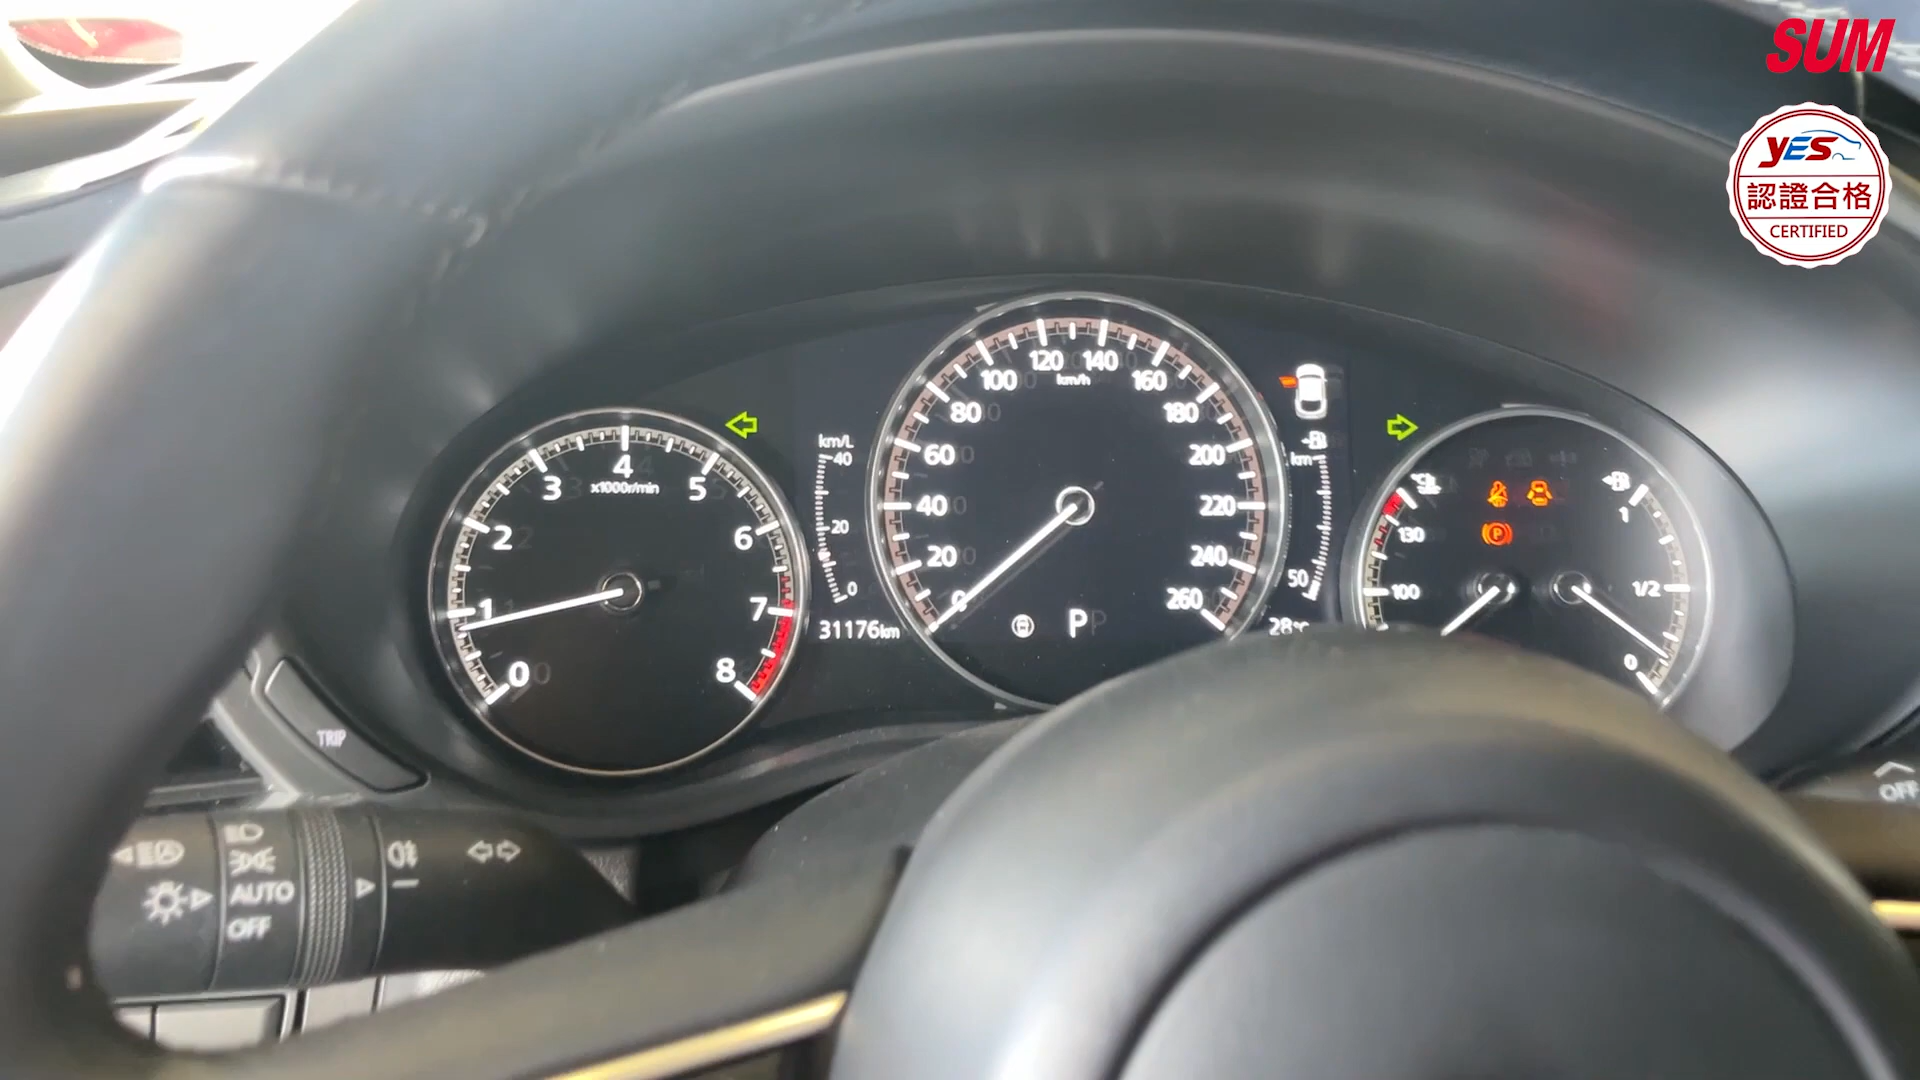 SUM
YES
認證合格
CERTIFIED
0
1
2
3
4
5
6
7
8
x1000r/min
km/L
40
20
0
31176km
0
20
40
60
80
100
120
140
160
180
200
220
240
260
km/h
P
km
50
28°C
130
100
P
1
1/2
0
TRIP
AUTO
OFF
OFF